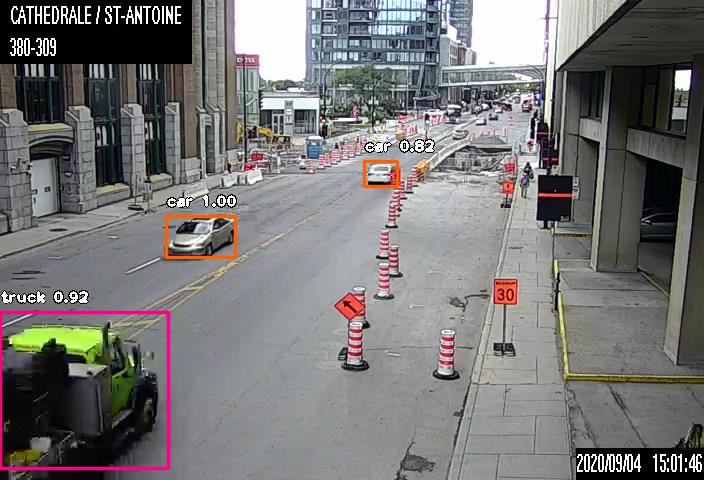 CATHEDRALE / ST-ANTOINE
380-309
car 0.82
car 1.00
truck 0.92
30
2020/09/04 15:01:46